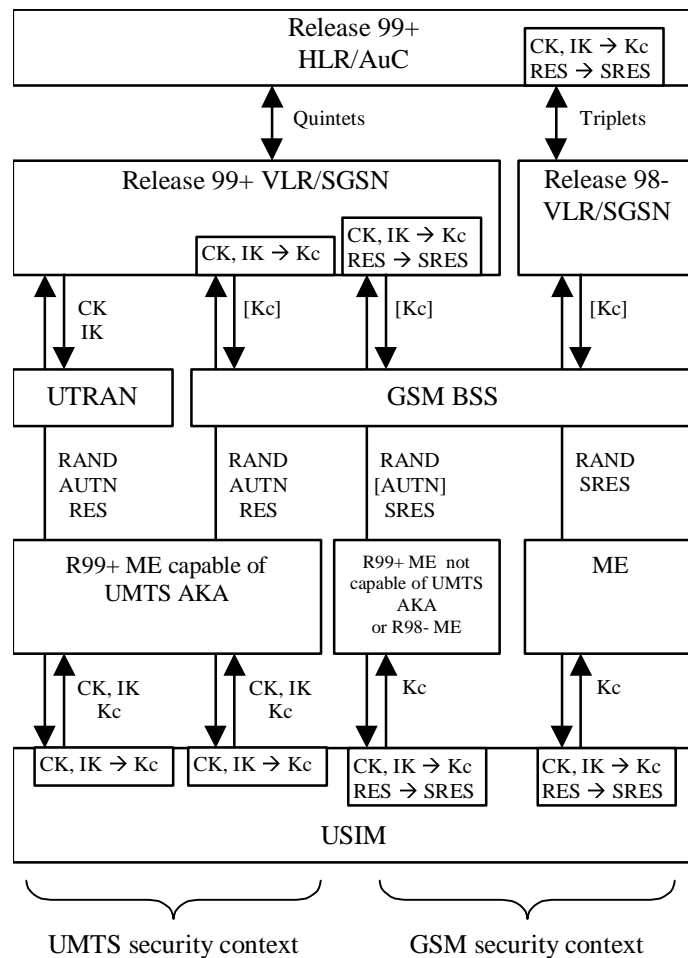 Release 99+
HLR/AuC
CK, IK → Kc
RES → SRES
Quintets
Triplets
Release 99+ VLR/SGSN
CK, IK → Kc
CK, IK → Kc
RES → SRES
Release 98-
VLR/SGSN
CK
IK
[Kc]
[Kc]
[Kc]
UTRAN
GSM BSS
RAND
AUTN
RES
RAND
AUTN
RES
RAND
[AUTN]
SRES
RAND
SRES
R99+ ME capable of
UMTS AKA
R99+ ME not
capable of UMTS
AKA
or R98- ME
ME
CK, IK
Kc
CK, IK
Kc
Kc
Kc
CK, IK → Kc
CK, IK → Kc
CK, IK → Kc
RES → SRES
CK, IK → Kc
RES → SRES
USIM
UMTS security context
GSM security context